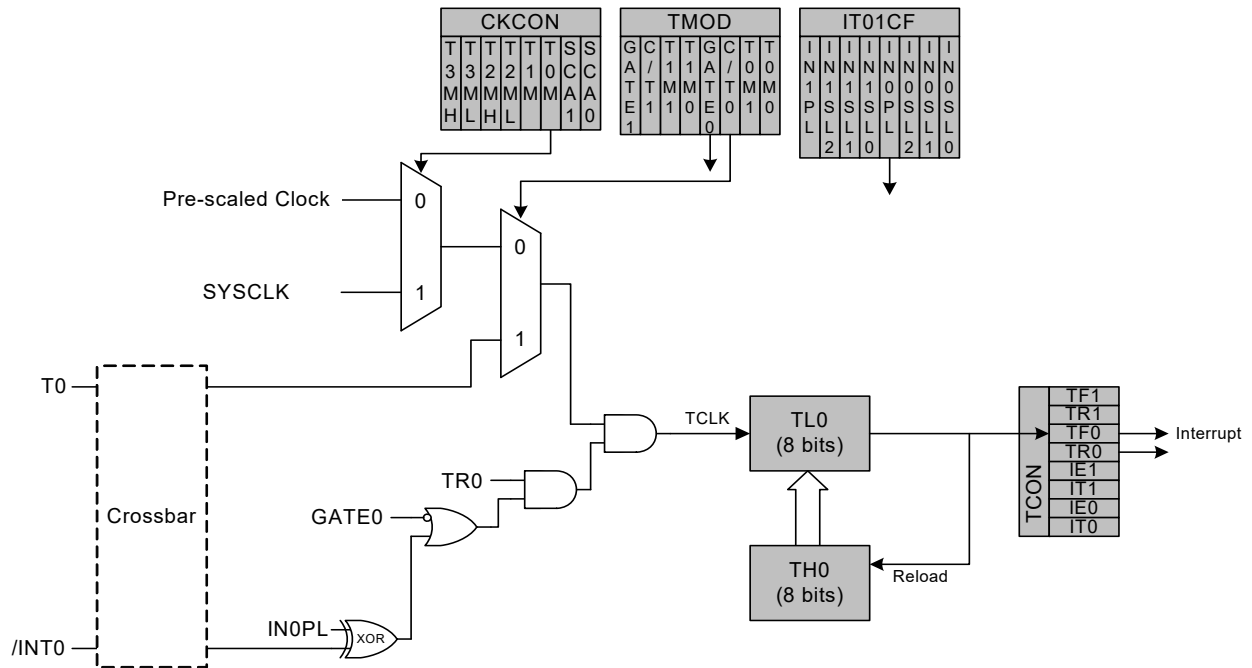 CKCON
T3MH
T3ML
T2MH
T2ML
T1M
T0M
SCA1
SCA0
TMOD
GATE1
C/T1
T1M1
T1M0
GATE0
C/T0
T0M1
T0M0
IT01CF
IN1PL
IN1SL2
IN1SL1
IN1SL0
IN0PL
IN0SL2
IN0SL1
IN0SL0
Pre-scaled Clock
0
SYSCLK
1
0
1
T0
Crossbar
/INT0
TR0
GATE0
IN0PL
XOR
TCLK
TL0
(8 bits)
TH0
(8 bits)
Reload
TCON
TF1
TR1
TF0
TR0
IE1
IT1
IE0
IT0
Interrupt